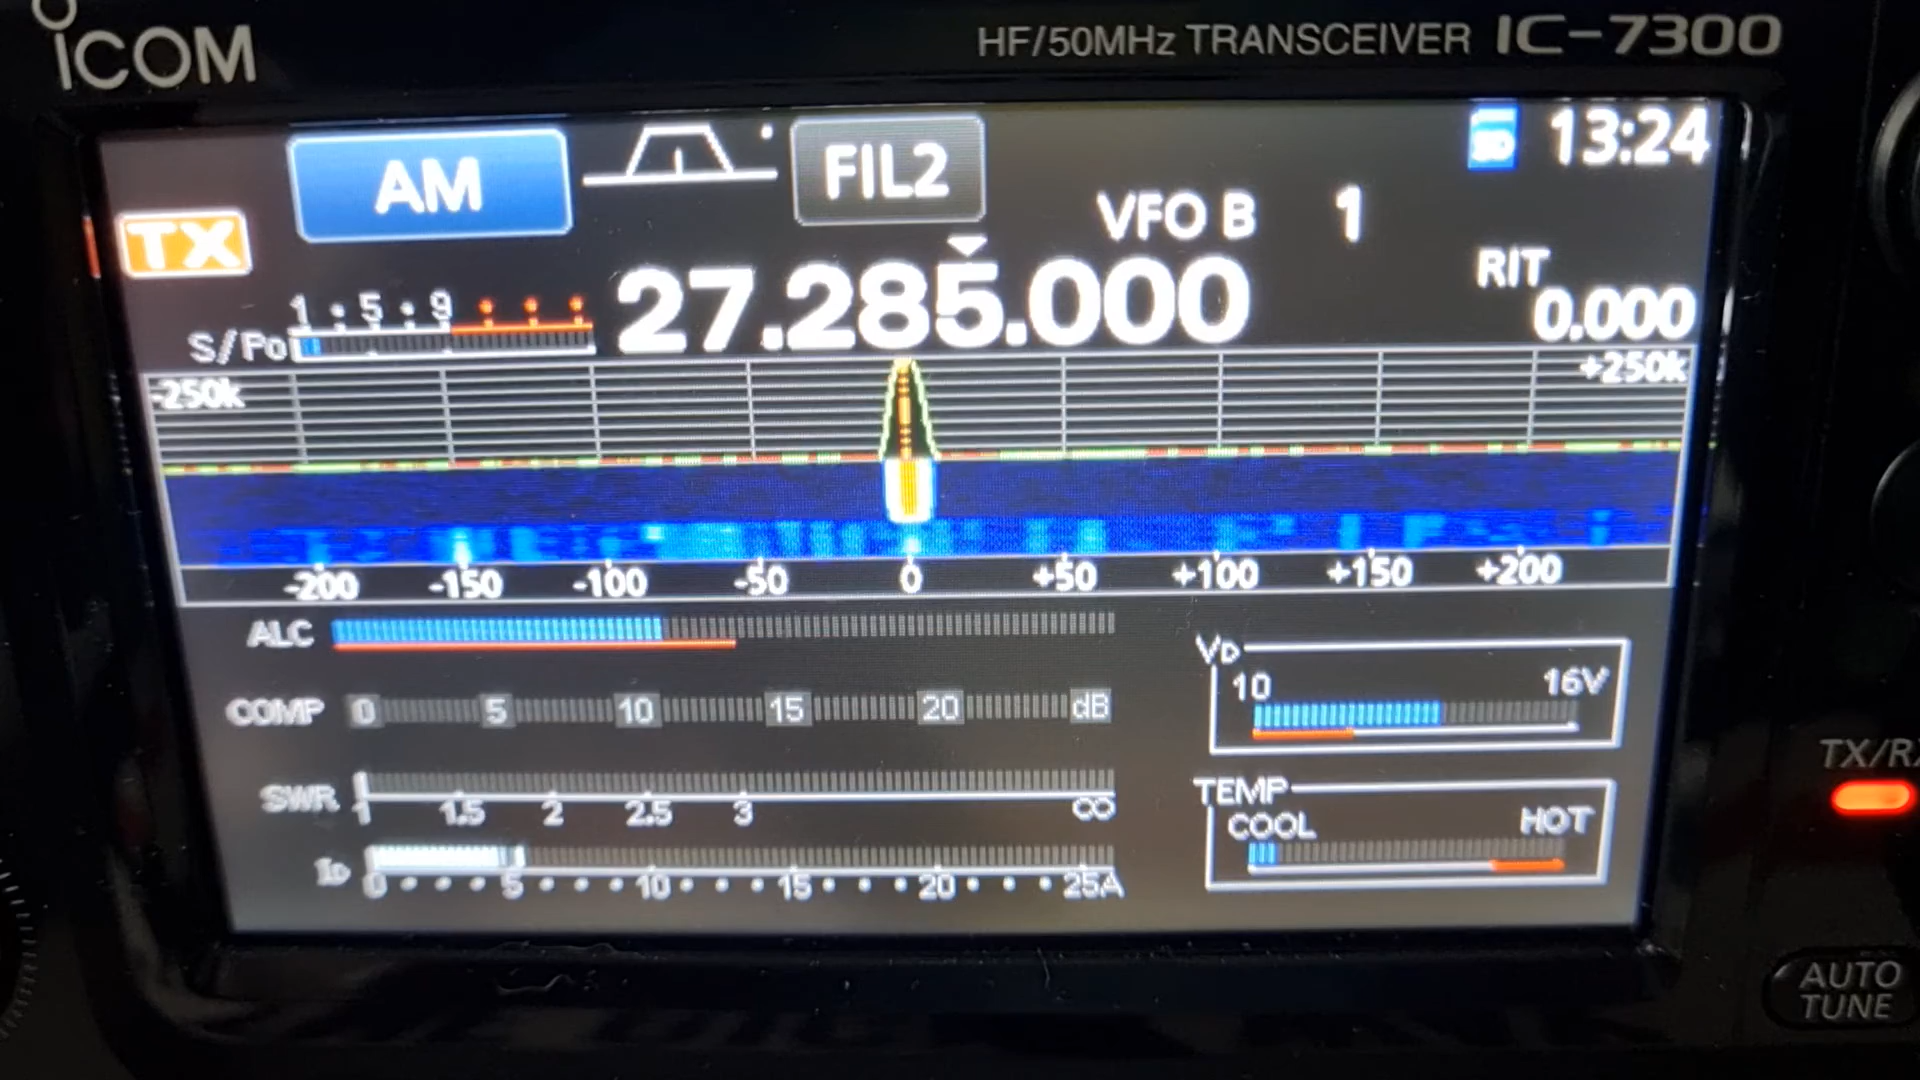 ICOM
HF/50MHz TRANSCEIVER IC-7300
AM FIL2 13:24
TX VFO B 1
27.285.000 RIT
0.000
1 5 9
S/Po
-250k +250k
-200 -150 -100 -50 0 +50 +100 +150 +200
ALC
COMP 0 5 10 15 20 dB
SWR 1 1.5 2 2.5 3 ∞
ID 0 5 10 15 20 25A
VD
10 16V
TEMP
COOL HOT
TX/RX
AUTO
TUNE